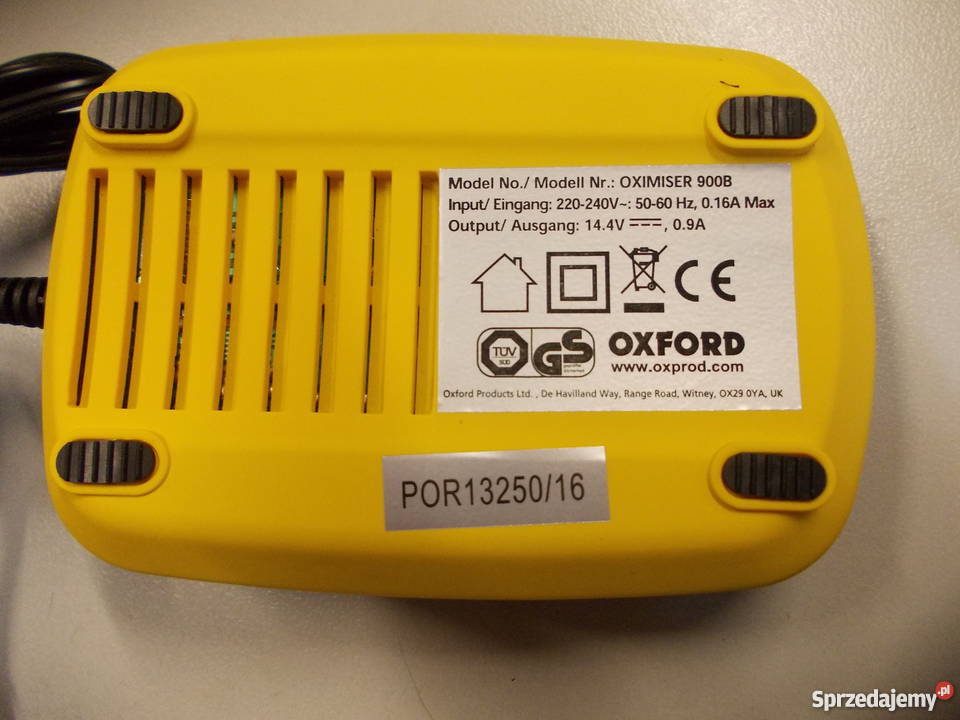 Model No./ Modell Nr.: OXIMISER 900B
Input/ Eingang: 220-240V~: 50-60 Hz, 0.16A Max
Output/ Ausgang: 14.4V ⎓, 0.9A
CE
TÜV
SÜD
GS
geprüfte
Sicherheit
OXFORD
www.oxprod.com
Oxford Products Ltd. , De Havilland Way, Range Road, Witney, OX29 0YA, UK
POR13250/16
Sprzedajemy.pl